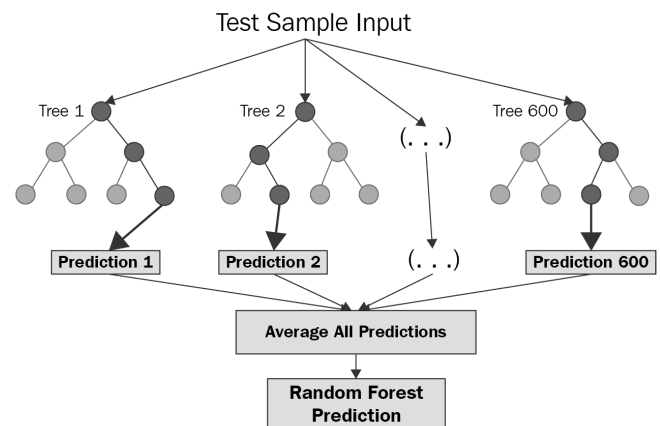 Test Sample Input
Tree 1
Tree 2
Tree 600
(. . .)
Prediction 1
Prediction 2
(. . .)
Prediction 600
Average All Predictions
Random Forest
Prediction